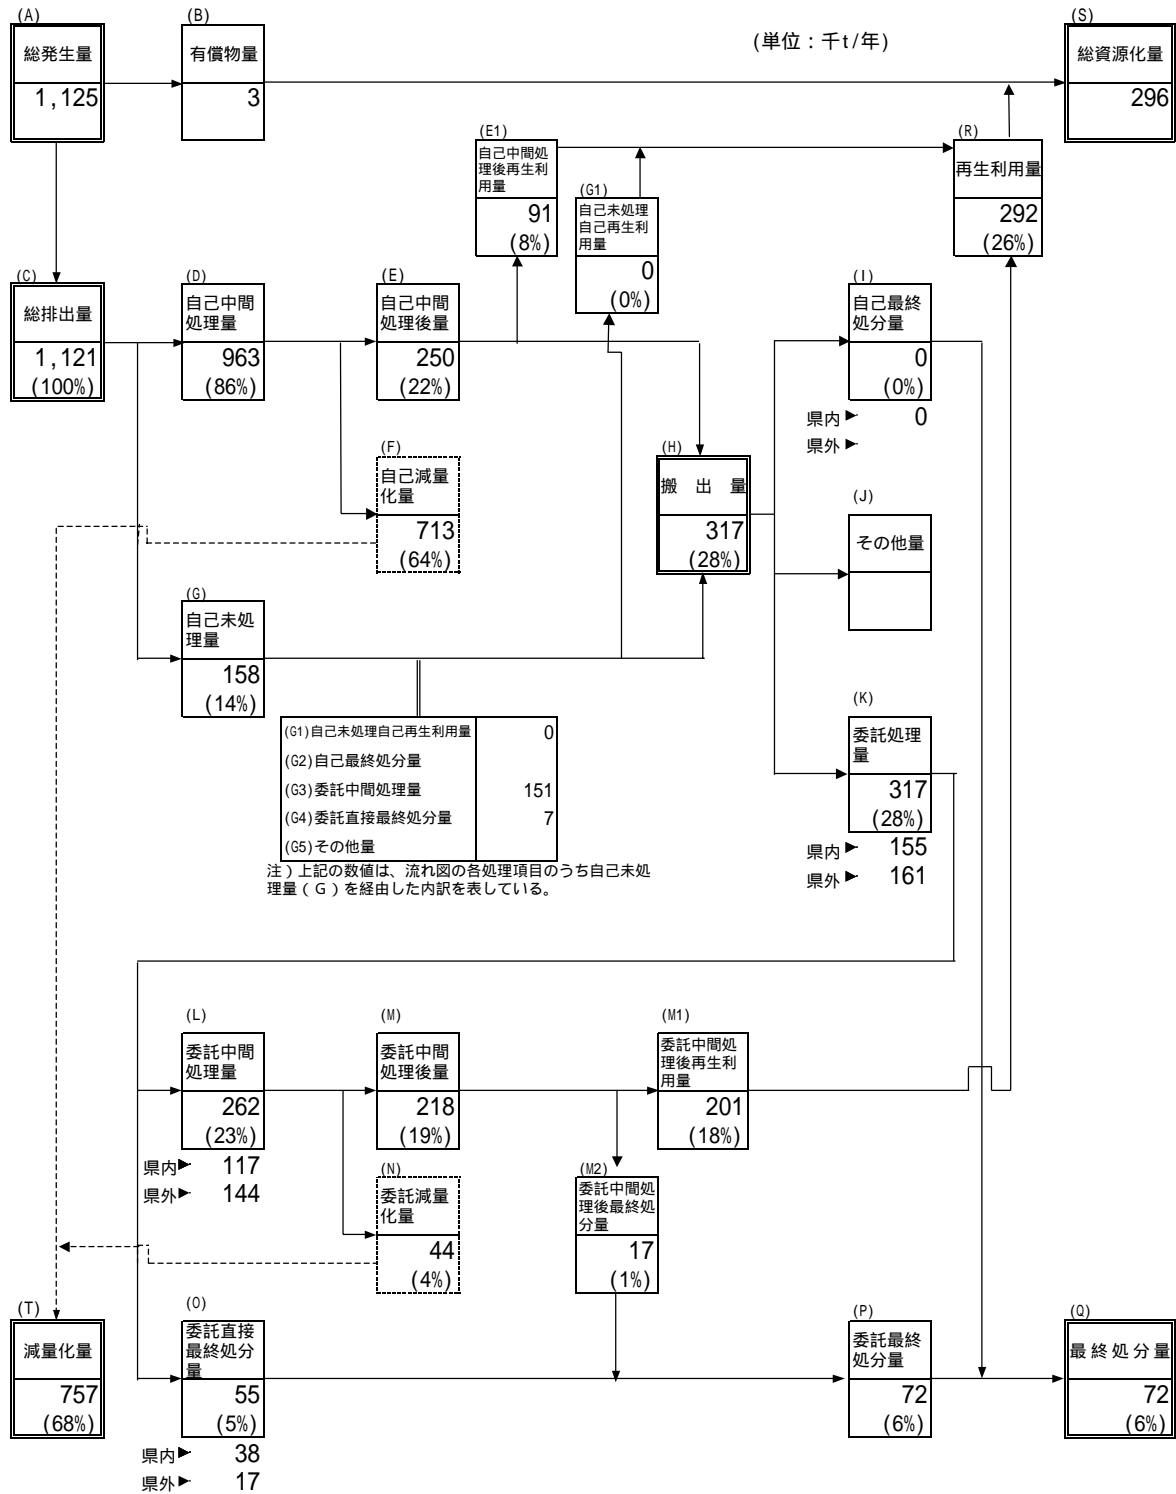 (A)
総発生量
1,125
(B)
有償物量
3
(単位：千t/年)
(S)
総資源化量
296
(E1)
自己中間処
理後再生利
用量
91
(8%)
(G1)
自己未処理
自己再生利
用量
0
(0%)
(R)
再生利用量
292
(26%)
(C)
総排出量
1,121
(100%)
(D)
自己中間
処理量
963
(86%)
(E)
自己中間
処理後量
250
(22%)
(I)
自己最終
処分量
0
(0%)
県内 0
県外
(F)
自己減量
化量
713
(64%)
(H)
搬 出 量
317
(28%)
(J)
その他量
(G)
自己未処
理量
158
(14%)
(G1)自己未処理自己再生利用量 0
(G2)自己最終処分量
(G3)委託中間処理量 151
(G4)委託直接最終処分量 7
(G5)その他量
注）上記の数値は、流れ図の各処理項目のうち自己未処
理量（G）を経由した内訳を表している。
(K)
委託処理
量
317
(28%)
県内 155
県外 161
(L)
委託中間
処理量
262
(23%)
県内 117
県外 144
(M)
委託中間
処理後量
218
(19%)
(M1)
委託中間処
理後再生利
用量
201
(18%)
(N)
委託減量
化量
44
(4%)
(M2)
委託中間処
理後最終処
分量
17
(1%)
(T)
減量化量
757
(68%)
(O)
委託直接
最終処分
量
55
(5%)
県内 38
県外 17
(P)
委託最終
処分量
72
(6%)
(Q)
最終処分量
72
(6%)